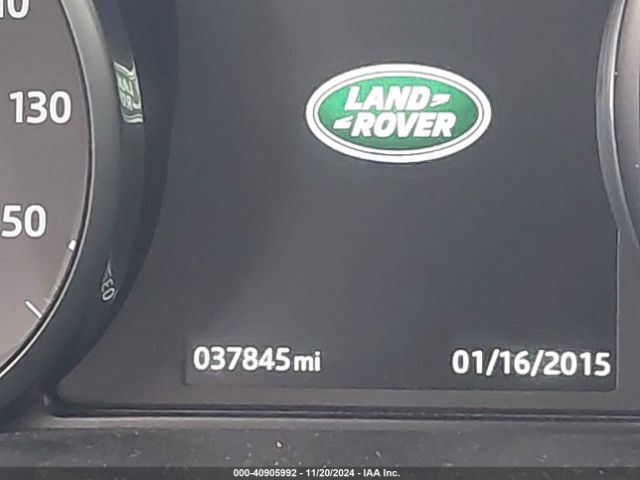 130
50
LAND
ROVER
037845mi
01/16/2015
000-40905992 - 11/20/2024 - IAA Inc.